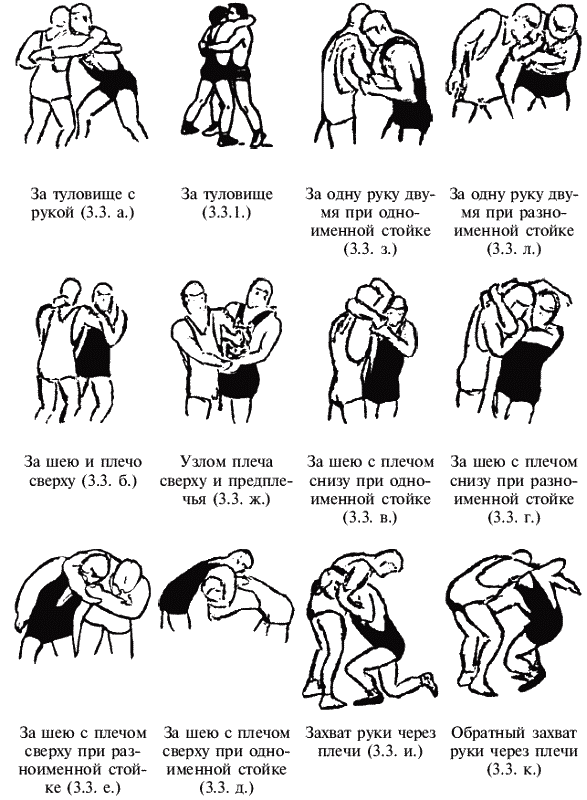 За туловище с
рукой (3.3. а.)
За туловище
(3.3.1.)
За одну руку дву-
мя при одно-
именной стойке
(3.3. з.)
За одну руку дву-
мя при разно-
именной стойке
(3.3. л.)
За шею и плечо
сверху (3.3. б.)
Узлом плеча
сверху и предпле-
чья (3.3. ж.)
За шею с плечом
снизу при одно-
именной стойке
(3.3. в.)
За шею с плечом
снизу при разно-
именной стойке
(3.3. г.)
За шею с плечом
сверху при раз-
ноименной стой-
ке (3.3. е.)
За шею с плечом
сверху при одно-
именной стойке
(3.3. д.)
Захват руки через
плечи (3.3. и.)
Обратный захват
руки через плечи
(3.3. к.)